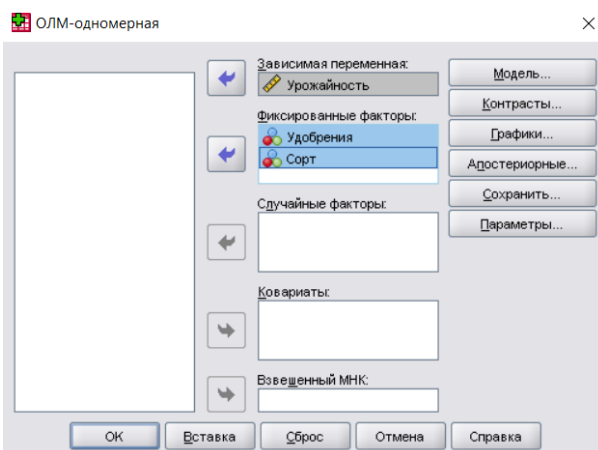 ОЛМ-одномерная
Зависимая переменная:
Урожайность
Фиксированные факторы:
Удобрения
Сорт
Случайные факторы:
Ковариаты:
Взвешенный МНК:
Модель...
Контрасты...
Графики...
Апостериорные...
Сохранить...
Параметры...
ОК
Вставка
Сброс
Отмена
Справка